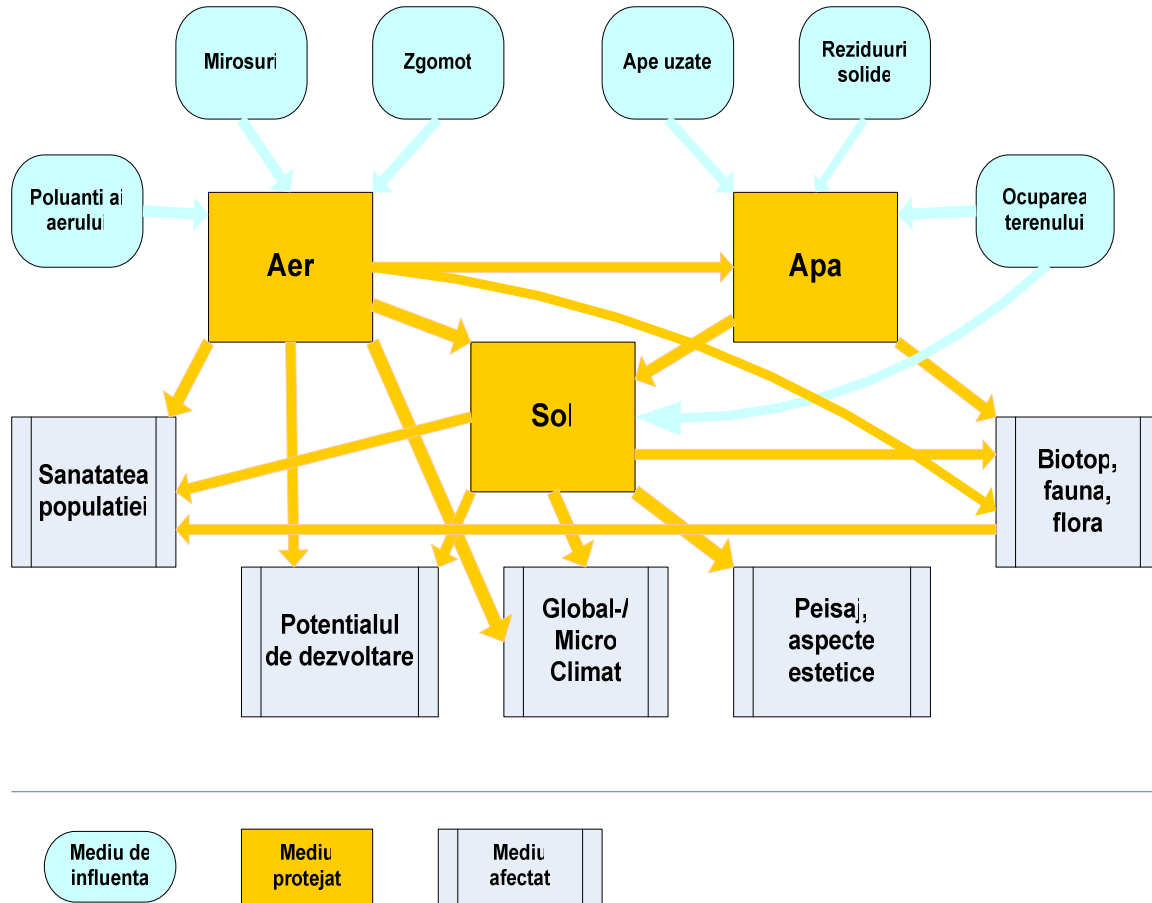 Mirosuri
Zgomot
Ape uzate
Reziduuri
solide
Poluanti ai
aerului
Ocuparea
terenului
Aer
Apa
Sol
Sanatatea
populatiei
Biotop,
fauna,
flora
Potentialul
de dezvoltare
Global-/
Micro
Climat
Peisaj,
aspecte
estetice
Mediu de
influenta
Mediu
protejat
Mediu
afectat